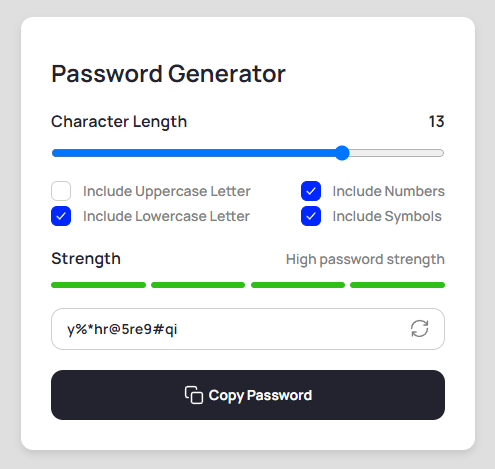 Password Generator
Character Length 13
Include Uppercase Letter Include Numbers
Include Lowercase Letter Include Symbols
Strength High password strength
y%*hr@5re9#qi
Copy Password